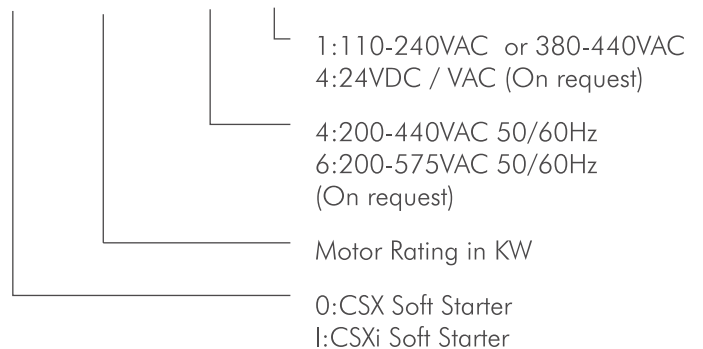 1:110-240VAC or 380-440VAC
4:24VDC / VAC (On request)
4:200-440VAC 50/60Hz
6:200-575VAC 50/60Hz
(On request)
Motor Rating in KW
0:CSX Soft Starter
I:CSXi Soft Starter